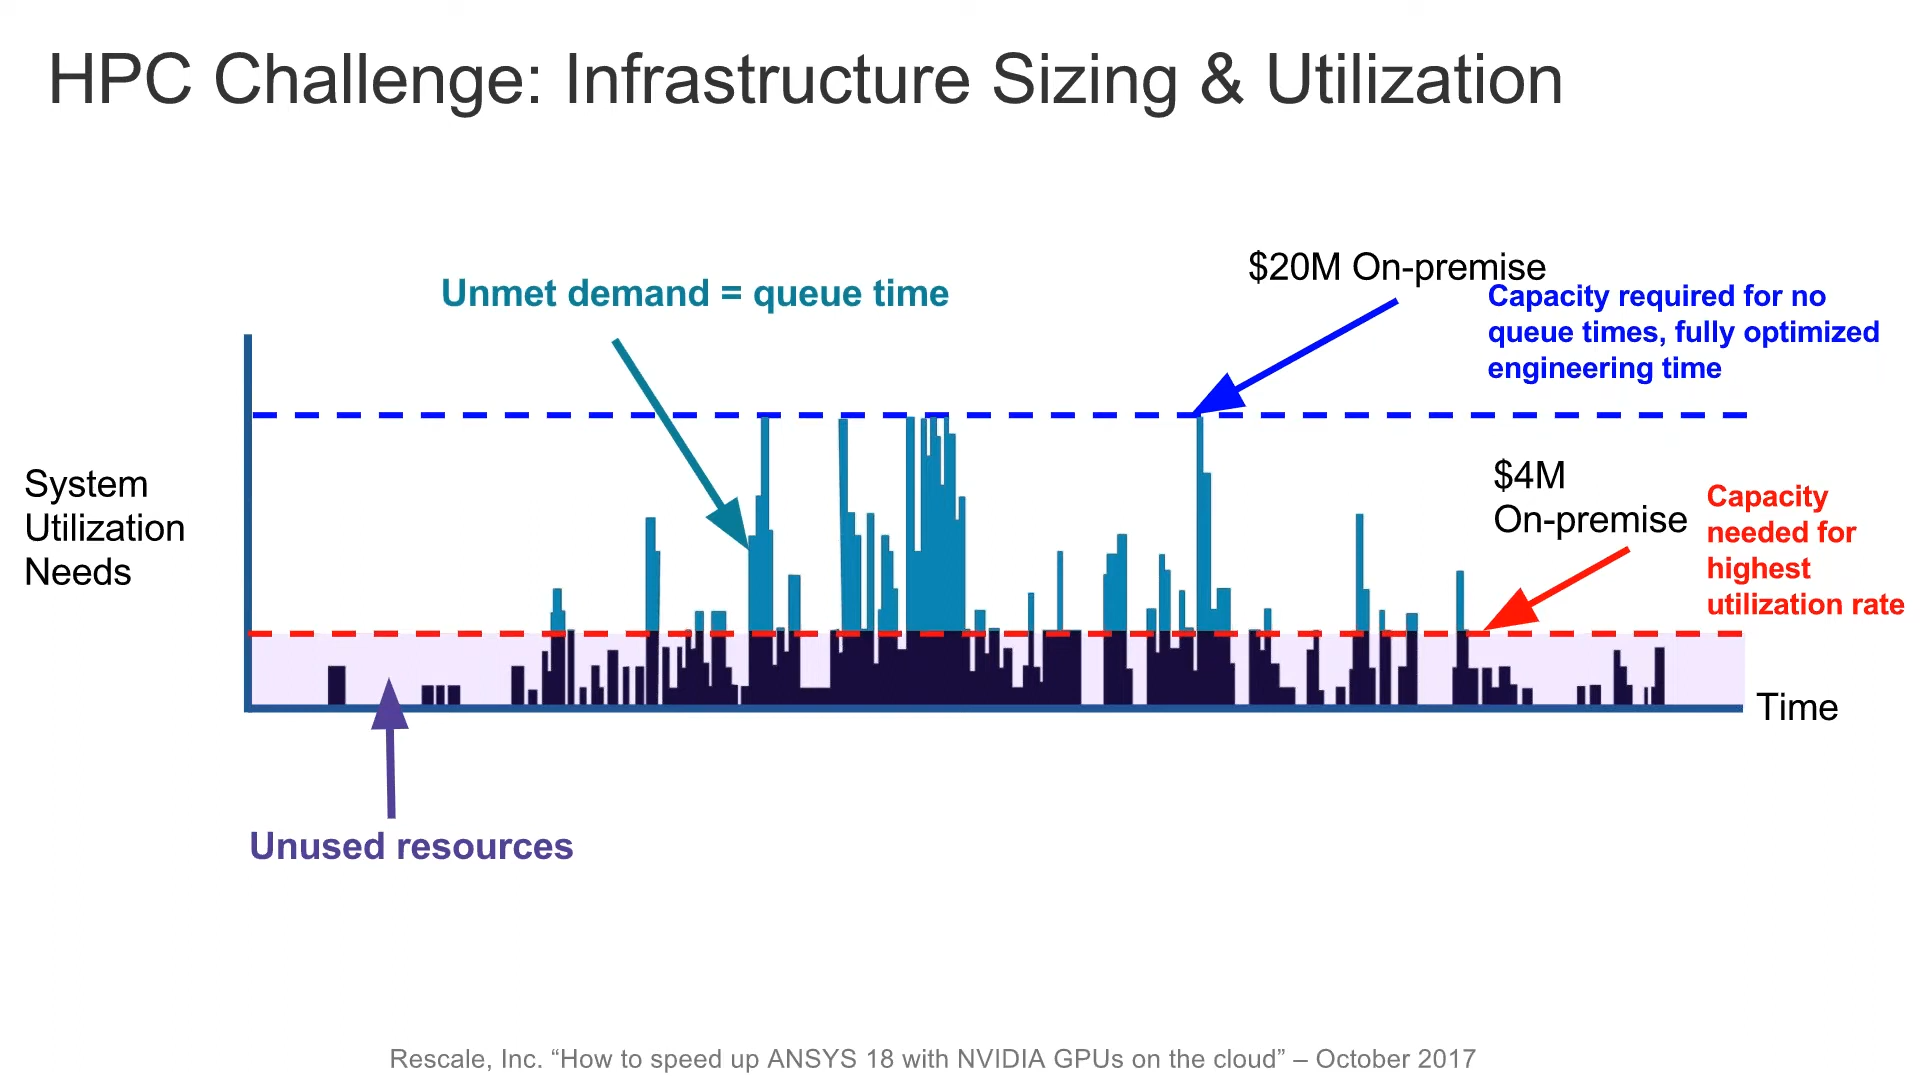 HPC Challenge: Infrastructure Sizing & Utilization
$20M On-premise
Unmet demand = queue time
Capacity required for no
queue times, fully optimized
engineering time
System
Utilization
Needs
$4M
On-premise
Capacity
needed for
highest
utilization rate
Time
Unused resources
Rescale, Inc. “How to speed up ANSYS 18 with NVIDIA GPUs on the cloud” – October 2017